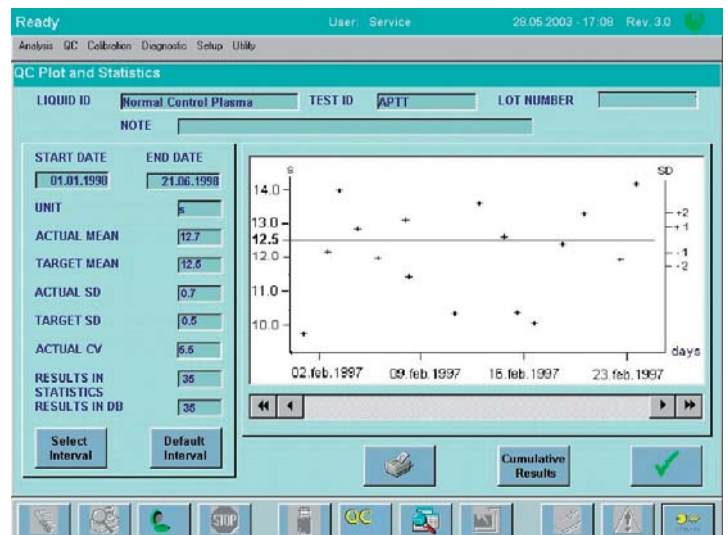 Ready User: Service 28.05.2003 - 17:09 Rev. 3.0
Analysis QC Calibration Diagnostic Setup Utility
QC Plot and Statistics
LIQUID ID Normal Control Plasma TEST ID APTT LOT NUMBER
NOTE
START DATE END DATE
01.01.1998 21.06.1998
UNIT s
ACTUAL MEAN 12.7
TARGET MEAN 12.5
ACTUAL SD 0.7
TARGET SD 0.5
ACTUAL CV 5.5
RESULTS IN STATISTICS 35
RESULTS IN DB 35
Select Interval
Default Interval
s SD
14.0
13.0
12.5
12.0
11.0
10.0
+2
+1
-1
-2
days
02.feb.1997 09.feb.1997 16.feb.1997 23.feb.1997
Cumulative Results
STOP
QC